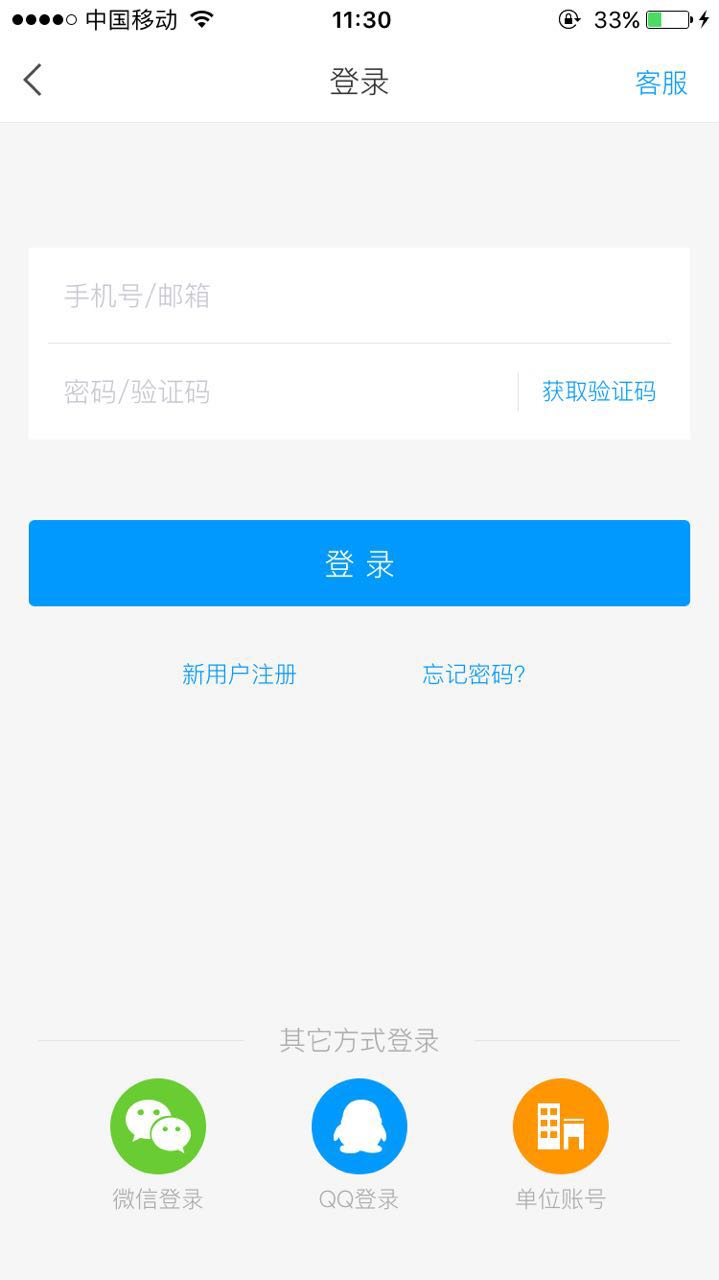 中国移动 11:30 33%
登录 客服
手机号/邮箱
密码/验证码 获取验证码
登 录
新用户注册 忘记密码?
其它方式登录
微信登录 QQ登录 单位账号